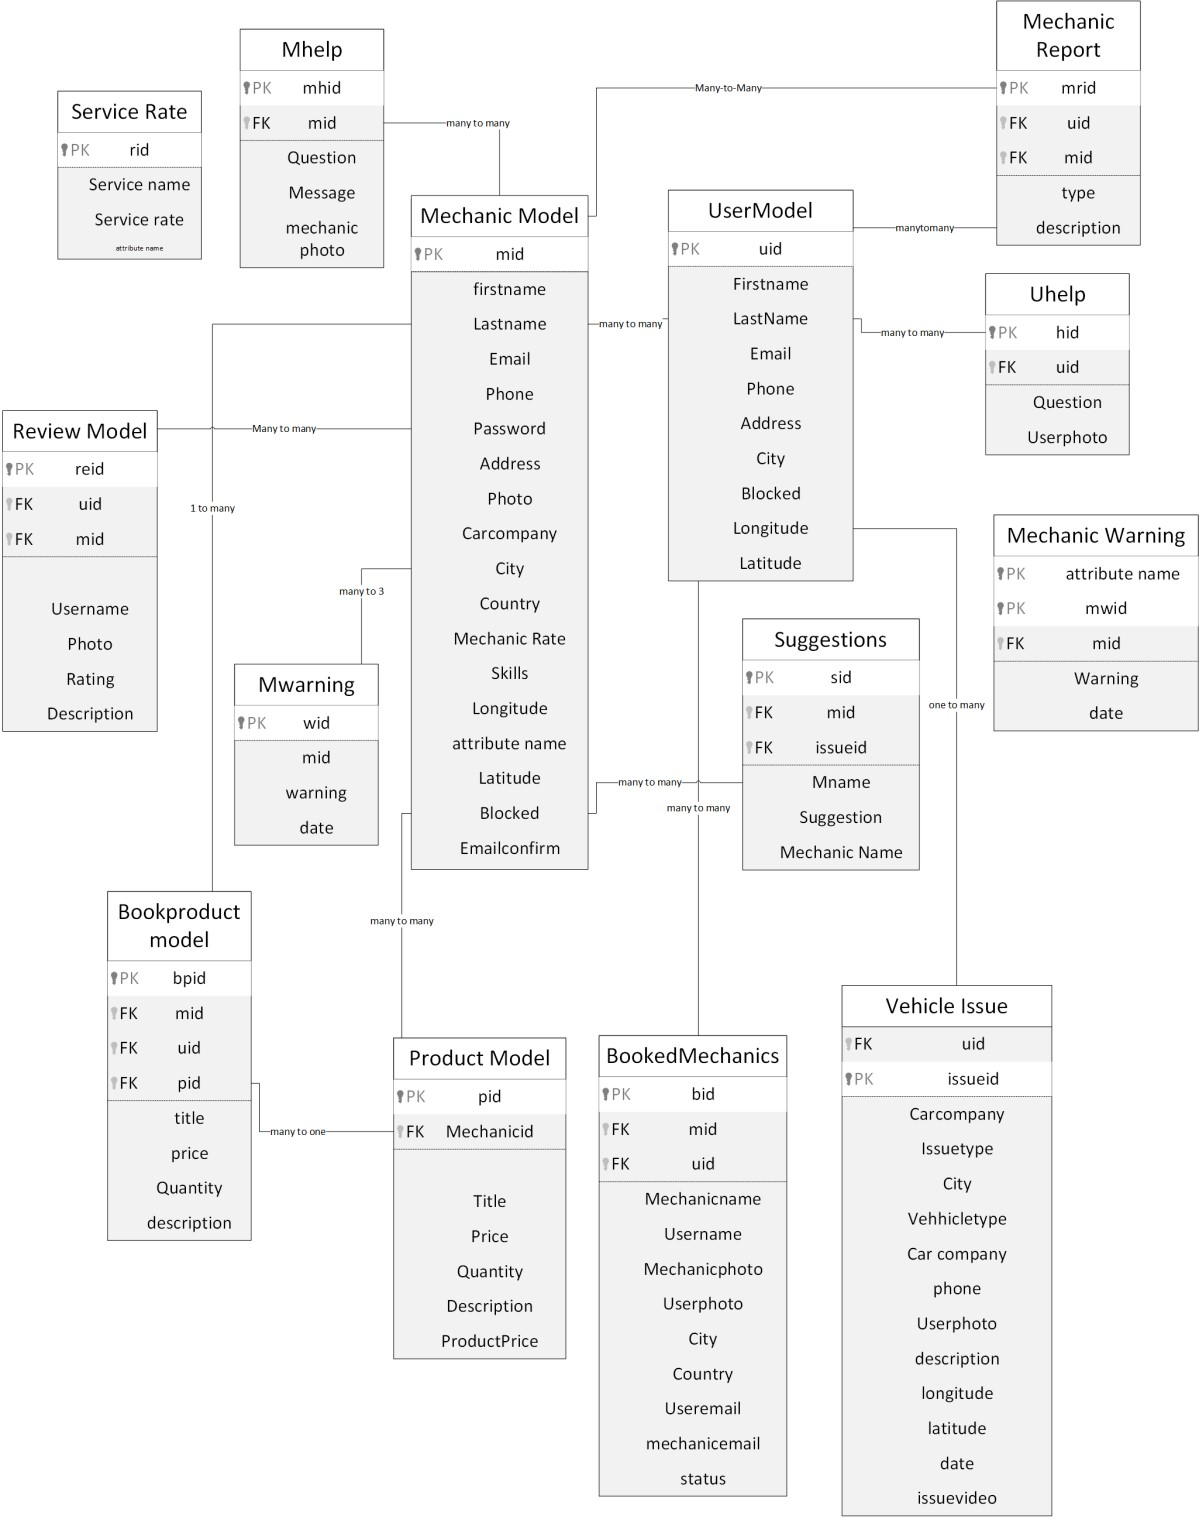 Service Rate
PK rid
Service name
Service rate
attribute name
Mhelp
PK mhid
FK mid
Question
Message
mechanic
photo
many to many
Many-to-Many
Mechanic
Report
PK mrid
FK uid
FK mid
type
description
Mechanic Model
PK mid
firstname
Lastname
Email
Phone
Password
Address
Photo
Carcompany
City
Country
Mechanic Rate
Skills
Longitude
attribute name
Latitude
Blocked
Emailconfirm
many to many
UserModel
PK uid
Firstname
LastName
Email
Phone
Address
City
Blocked
Longitude
Latitude
manytomany
many to many
Uhelp
PK hid
FK uid
Question
Userphoto
Review Model
PK reid
FK uid
FK mid
Username
Photo
Rating
Description
Many to many
1 to many
many to 3
Mwarning
PK wid
mid
warning
date
Mechanic Warning
PK attribute name
PK mwid
FK mid
Warning
date
Suggestions
PK sid
FK mid
FK issueid
Mname
Suggestion
Mechanic Name
many to many
many to many
one to many
many to many
Bookproduct
model
PK bpid
FK mid
FK uid
FK pid
title
price
Quantity
description
many to one
Product Model
PK pid
FK Mechanicid
Title
Price
Quantity
Description
ProductPrice
BookedMechanics
PK bid
FK mid
FK uid
Mechanicname
Username
Mechanicphoto
Userphoto
City
Country
Useremail
mechanicemail
status
Vehicle Issue
FK uid
PK issueid
Carcompany
Issuetype
City
Vehhicletype
Car company
phone
Userphoto
description
longitude
latitude
date
issuevideo